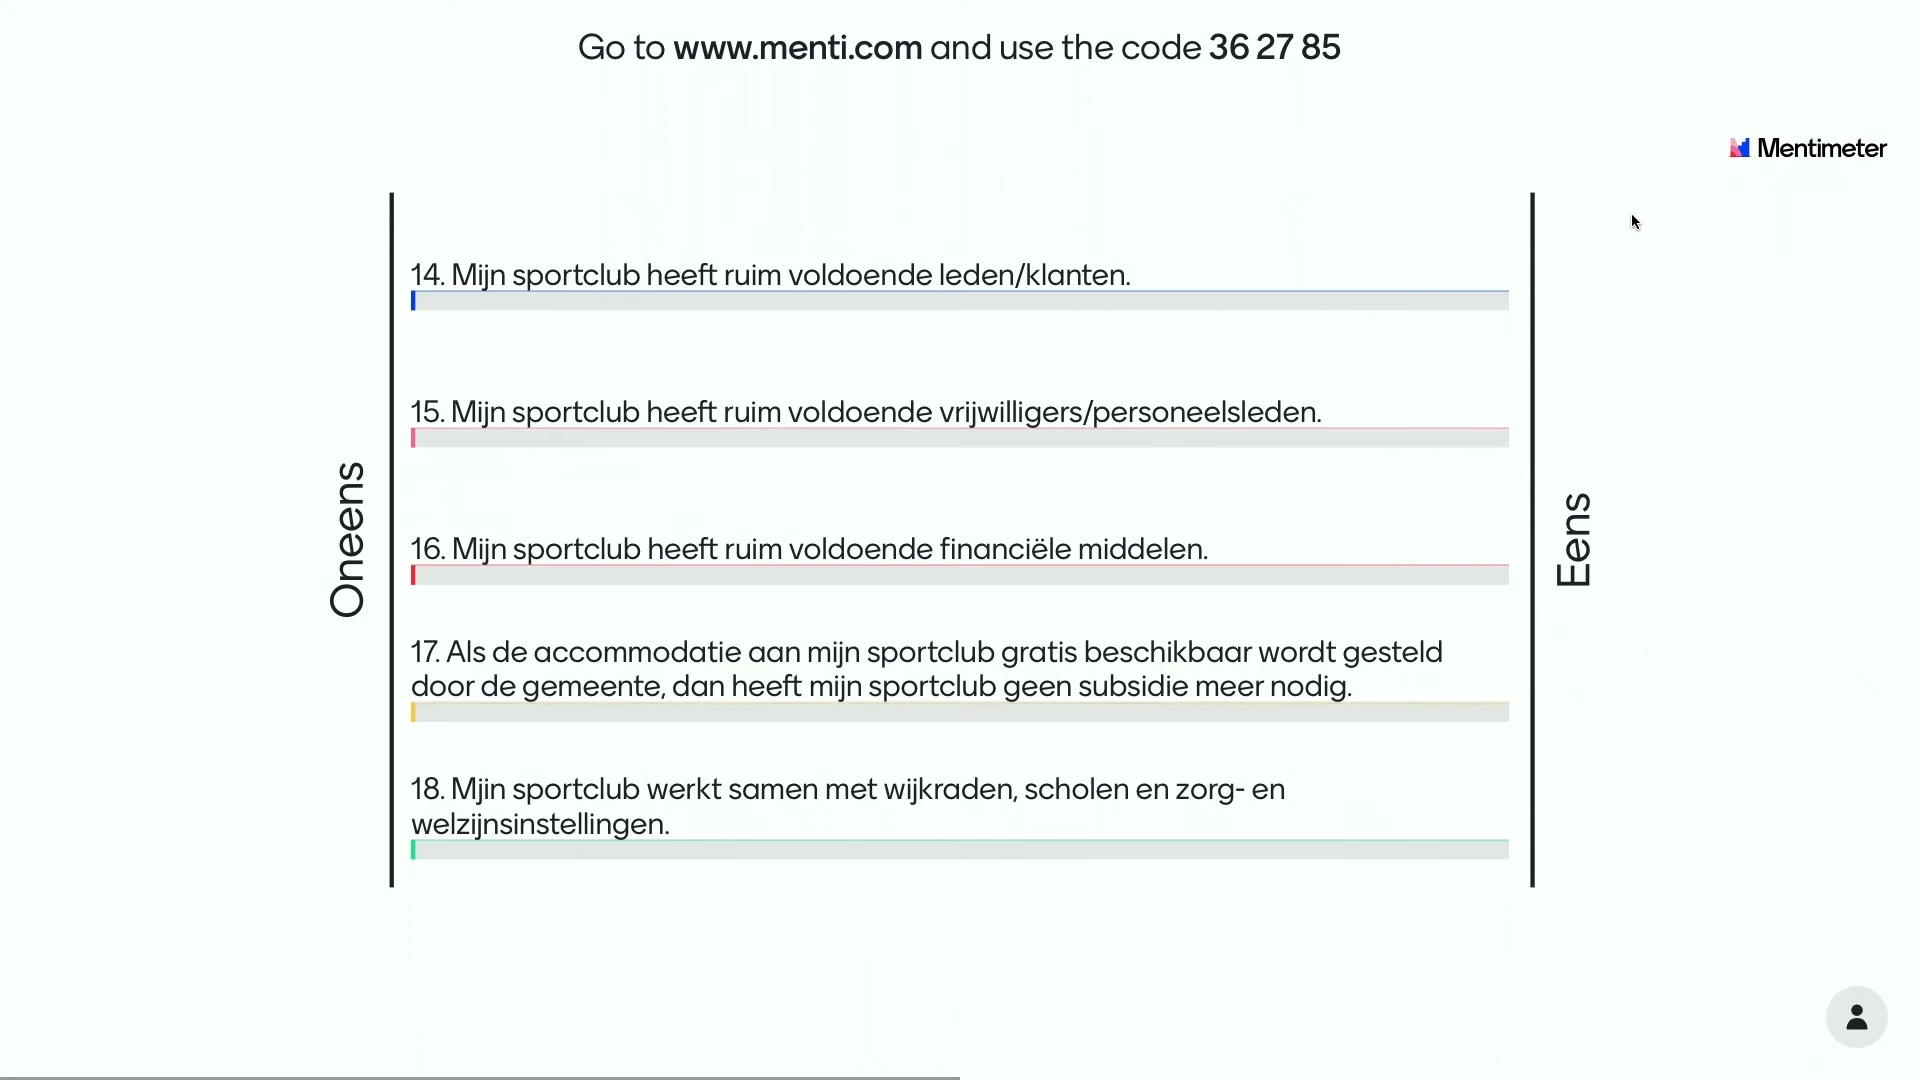 Go to www.menti.com and use the code 36 27 85
Mentimeter
14. Mijn sportclub heeft ruim voldoende leden/klanten.
15. Mijn sportclub heeft ruim voldoende vrijwilligers/personeelsleden.
Oneens
Eens
16. Mijn sportclub heeft ruim voldoende financiële middelen.
17. Als de accommodatie aan mijn sportclub gratis beschikbaar wordt gesteld
door de gemeente, dan heeft mijn sportclub geen subsidie meer nodig.
18. Mjin sportclub werkt samen met wijkraden, scholen en zorg- en
welzijnsinstellingen.